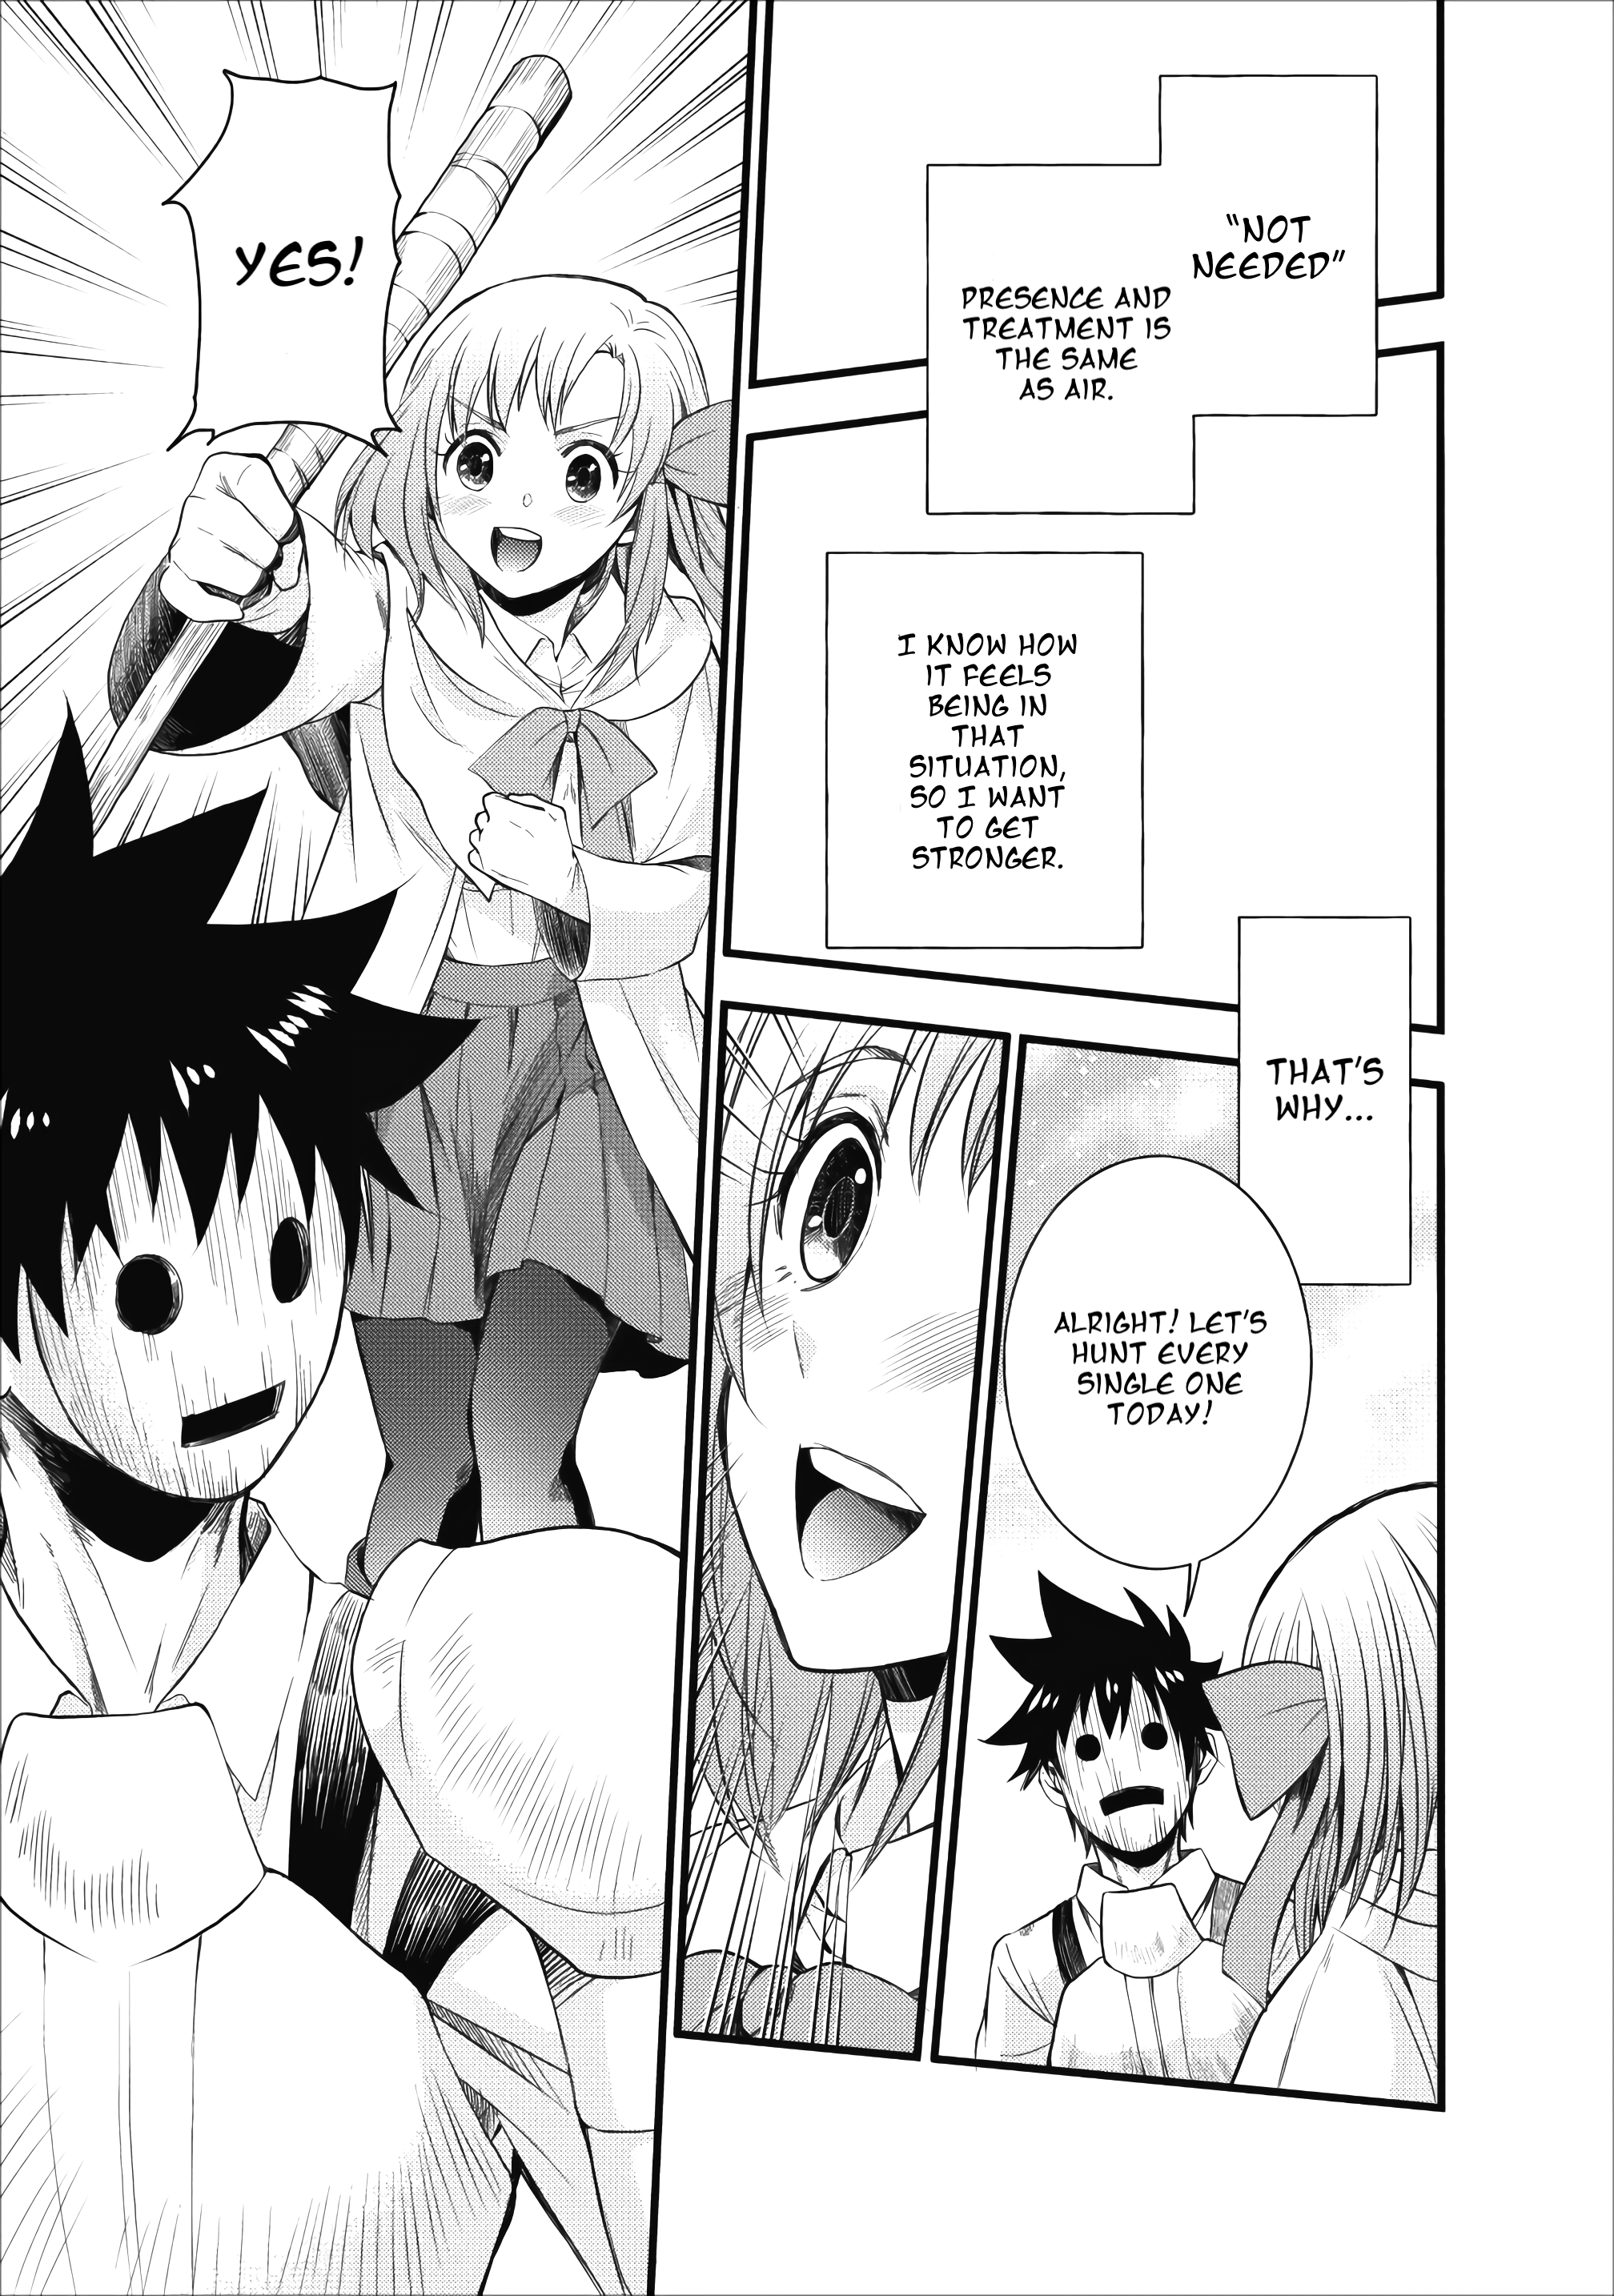 “NOT
NEEDED”
PRESENCE AND
TREATMENT IS
THE SAME
AS AIR.
I KNOW HOW
IT FEELS
BEING IN
THAT
SITUATION,
SO I WANT
TO GET
STRONGER.
THAT'S
WHY...
ALRIGHT! LET'S
HUNT EVERY
SINGLE ONE
TODAY!
YES!